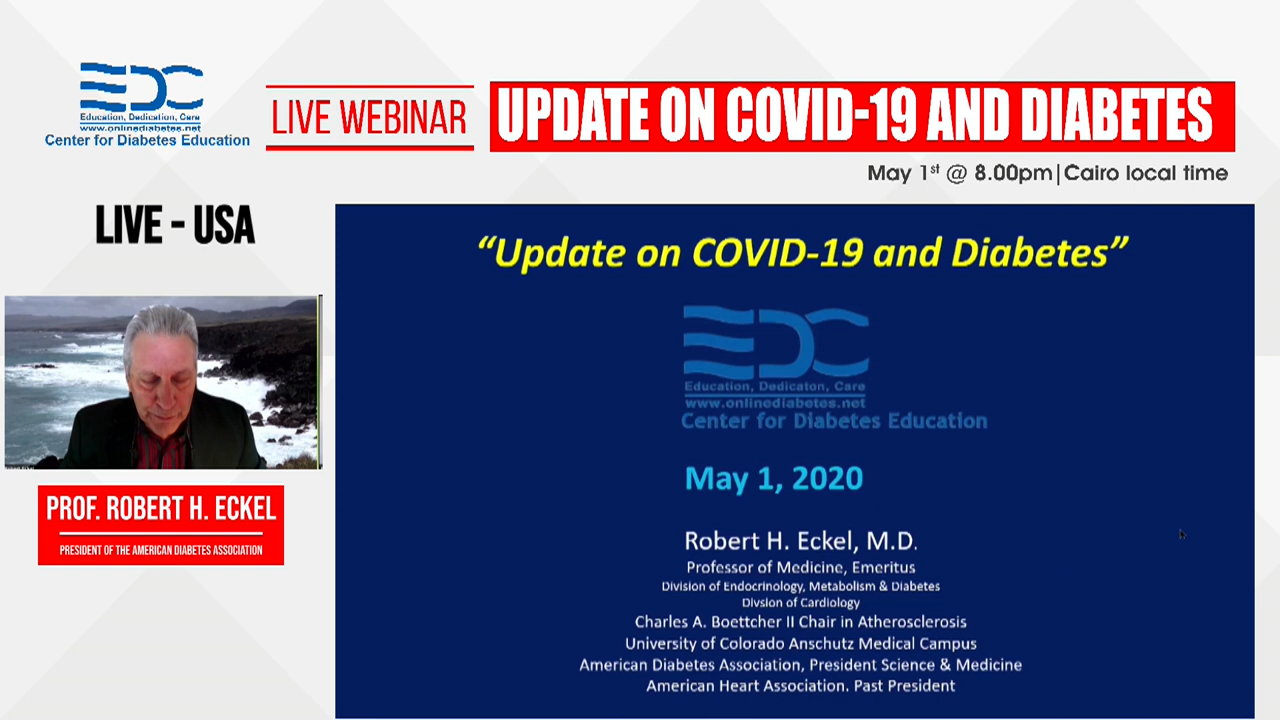 EDC
Education, Dedication, Care
www.onlinediabetes.net
Center for Diabetes Education
LIVE WEBINAR
UPDATE ON COVID-19 AND DIABETES
May 1st @ 8.00pm|Cairo local time
LIVE - USA
PROF. ROBERT H. ECKEL
PRESIDENT OF THE AMERICAN DIABETES ASSOCIATION
“Update on COVID-19 and Diabetes”
EDC
Education, Dedicaton, Care
www.onlinediabetes.net
Center for Diabetes Education
May 1, 2020
Robert H. Eckel, M.D.
Professor of Medicine, Emeritus
Division of Endocrinology, Metabolism & Diabetes
Divsion of Cardiology
Charles A. Boettcher II Chair in Atherosclerosis
University of Colorado Anschutz Medical Campus
American Diabetes Association, President Science & Medicine
American Heart Association. Past President